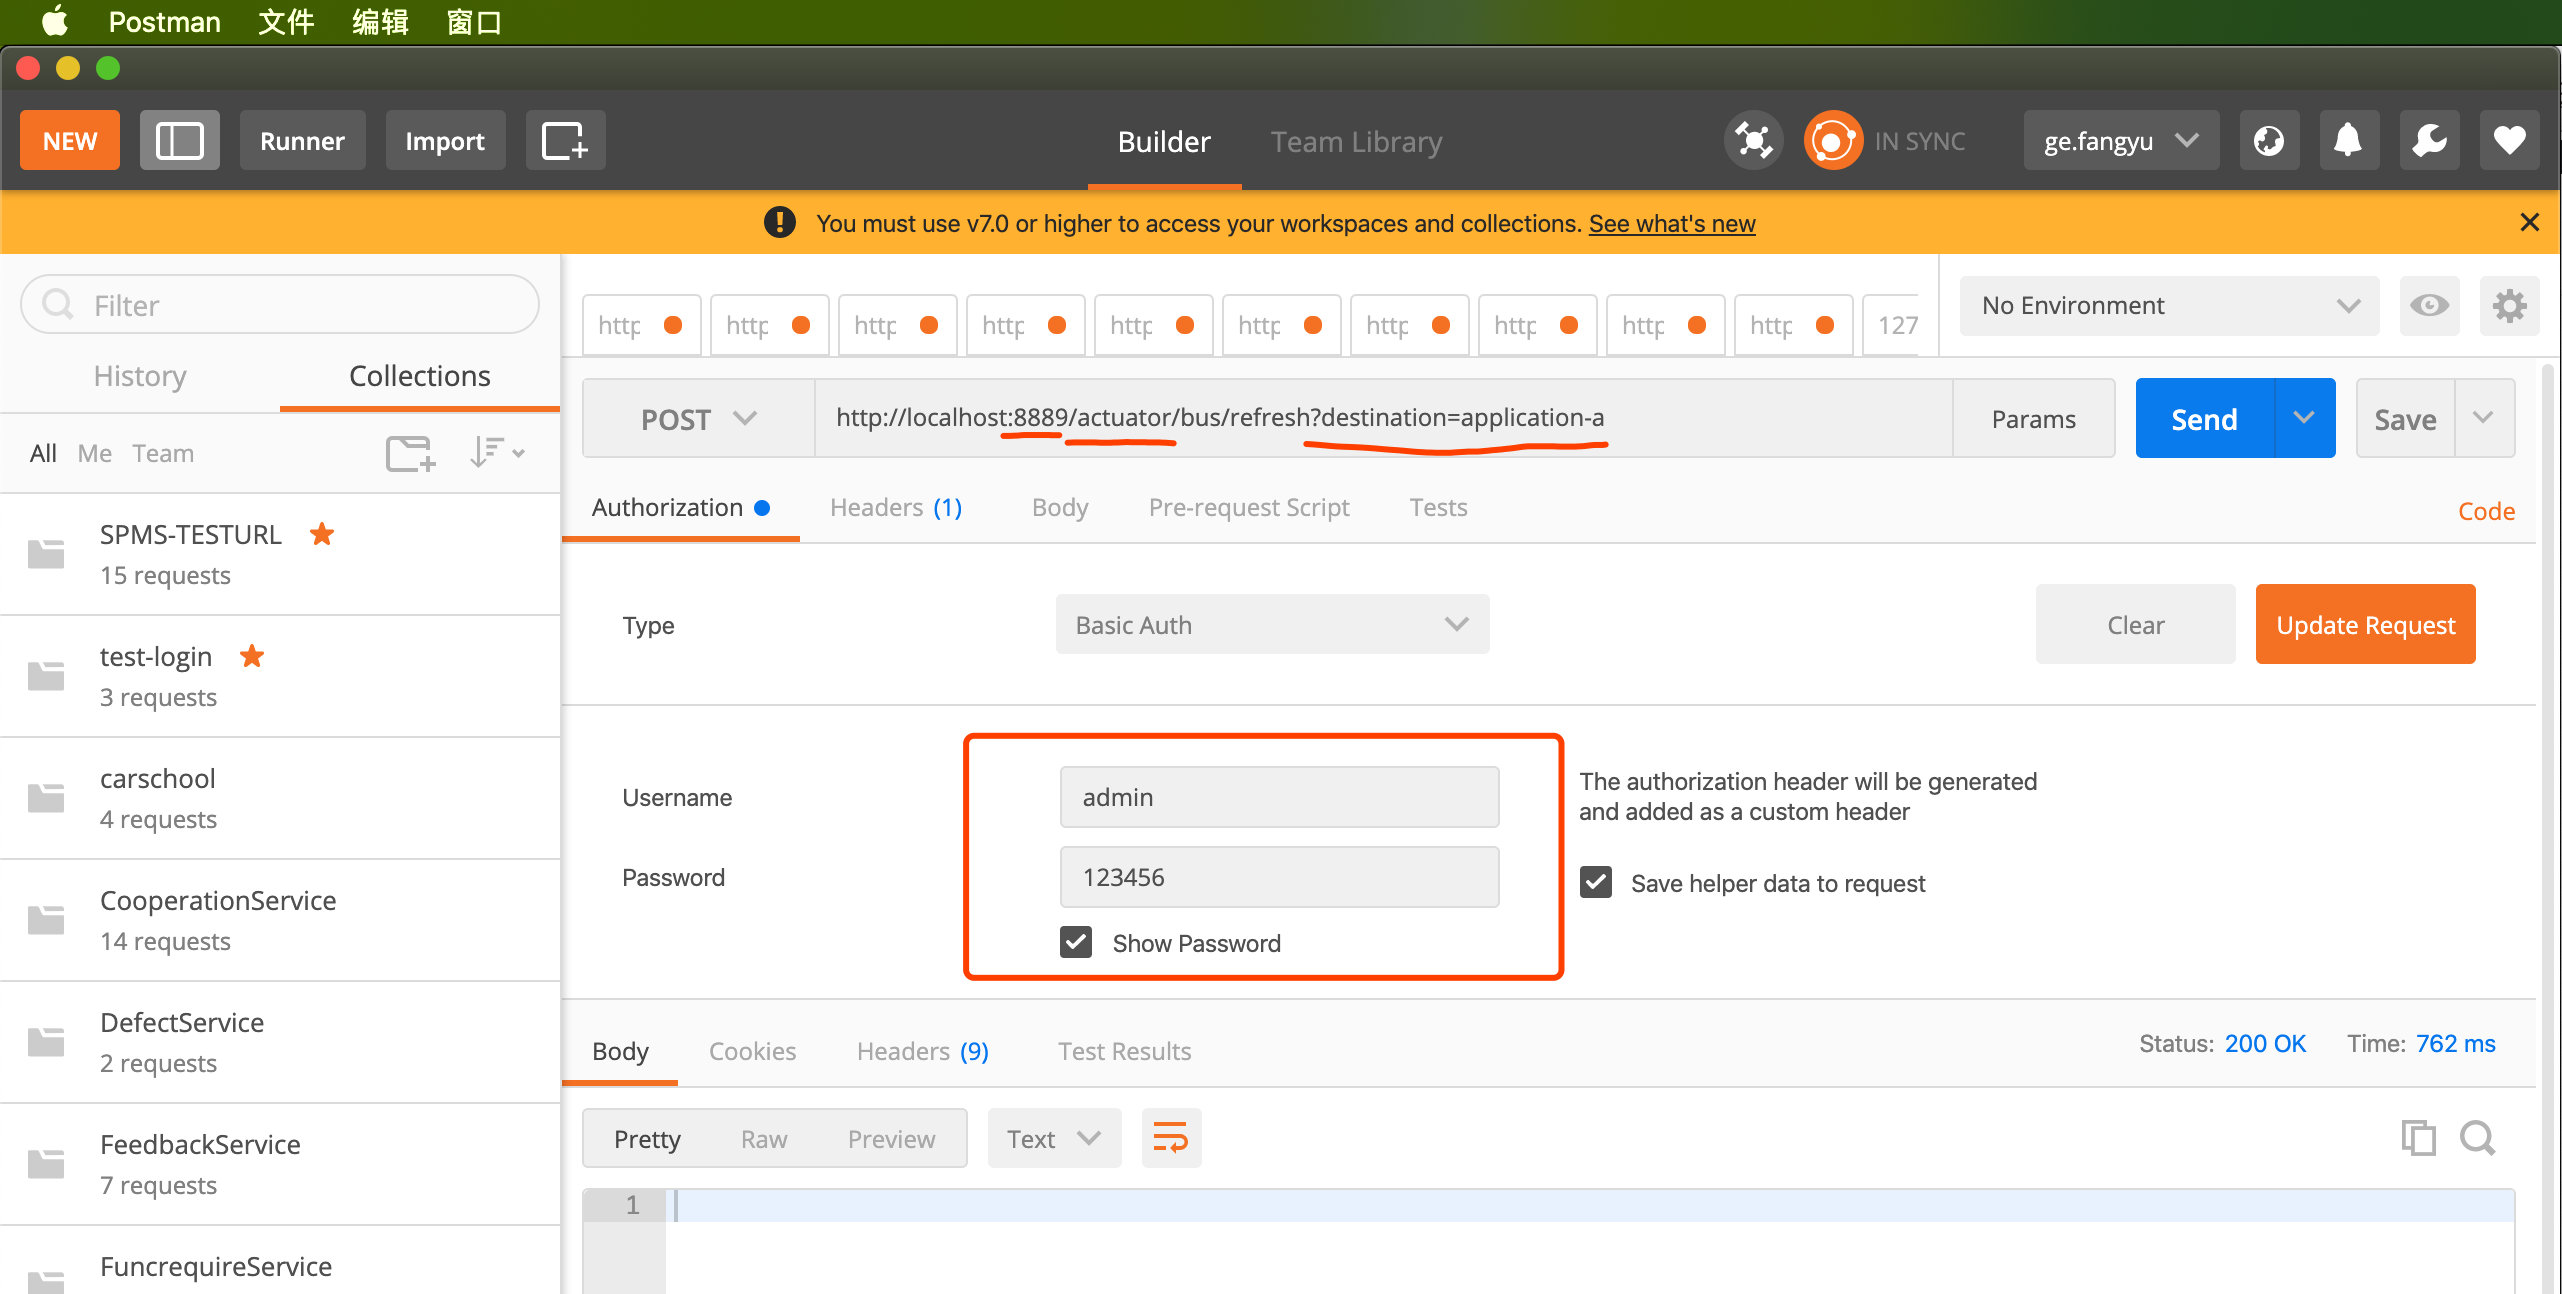 Postman 文件 编辑 窗口
NEW Runner Import Builder Team Library IN SYNC ge.fangyu
You must use v7.0 or higher to access your workspaces and collections. See what's new
Filter
History Collections
All Me Team
SPMS-TESTURL
15 requests
test-login
3 requests
carschool
4 requests
CooperationService
14 requests
DefectService
2 requests
FeedbackService
7 requests
FuncrequireService
http http http http http http http http http http 127
No Environment
POST http://localhost:8889/actuator/bus/refresh?destination=application-a Params Send Save
Authorization Headers (1) Body Pre-request Script Tests Code
Type Basic Auth Clear Update Request
Username admin
The authorization header will be generated
and added as a custom header
Password 123456
Save helper data to request
Show Password
Body Cookies Headers (9) Test Results Status: 200 OK Time: 762 ms
Pretty Raw Preview Text
1